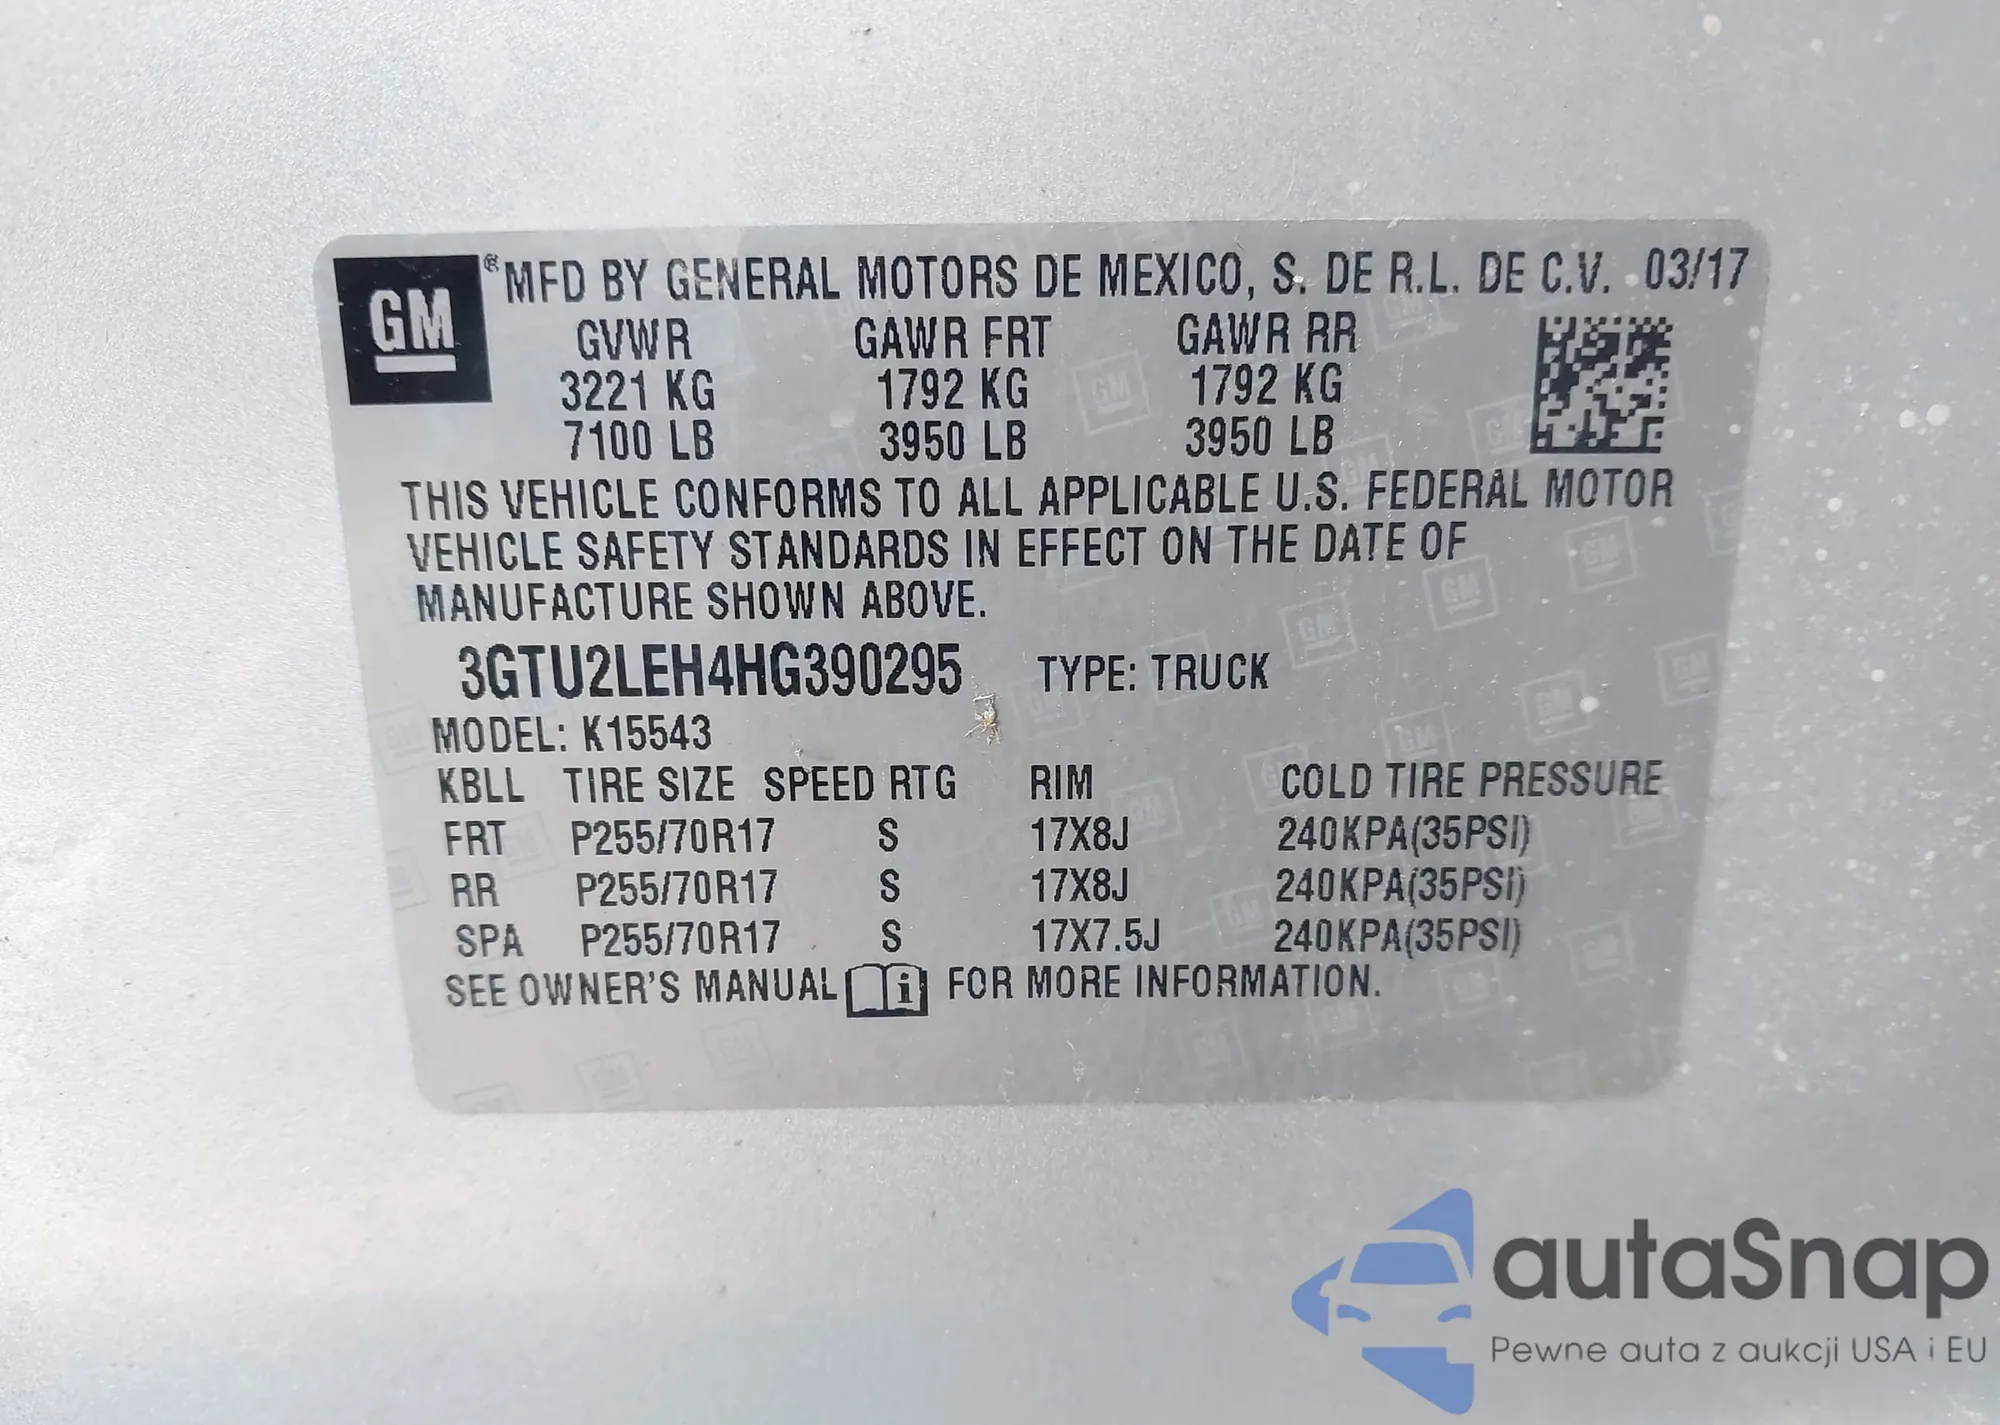 GM ® MFD BY GENERAL MOTORS DE MEXICO, S. DE R.L. DE C.V. 03/17
GVWR GAWR FRT GAWR RR
3221 KG 1792 KG 1792 KG
7100 LB 3950 LB 3950 LB
THIS VEHICLE CONFORMS TO ALL APPLICABLE U.S. FEDERAL MOTOR
VEHICLE SAFETY STANDARDS IN EFFECT ON THE DATE OF
MANUFACTURE SHOWN ABOVE.
3GTU2LEH4HG390295 TYPE: TRUCK
MODEL: K15543
KBLL TIRE SIZE SPEED RTG RIM COLD TIRE PRESSURE
FRT P255/70R17 S 17X8J 240KPA(35PSI)
RR P255/70R17 S 17X8J 240KPA(35PSI)
SPA P255/70R17 S 17X7.5J 240KPA(35PSI)
SEE OWNER'S MANUAL i FOR MORE INFORMATION.
autaSnap
Pewne auta z aukcji USA i EU